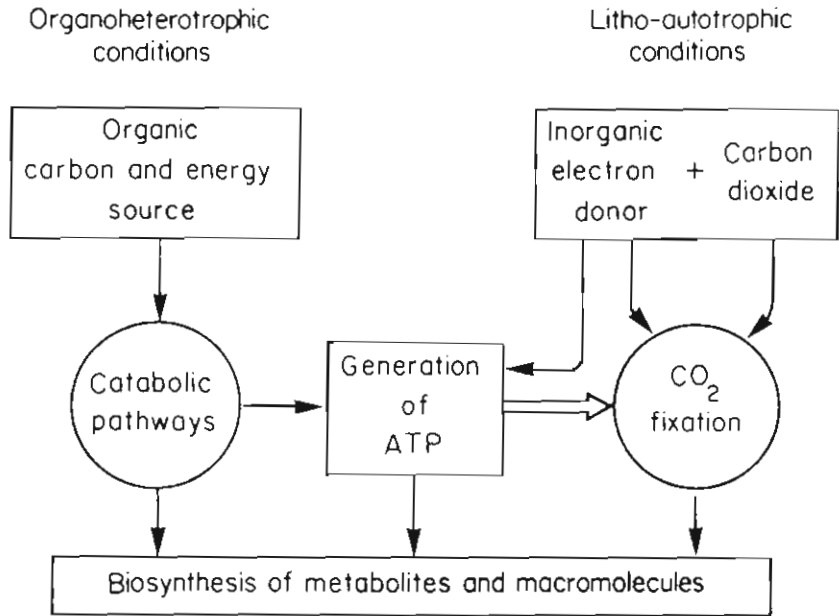 Organoheterotrophic
conditions
Litho-autotrophic
conditions
Organic
carbon and energy
source
Inorganic
electron
donor
+
Carbon
dioxide
Catabolic
pathways
Generation
of
ATP
CO₂
fixation
Biosynthesis of metabolites and macromolecules